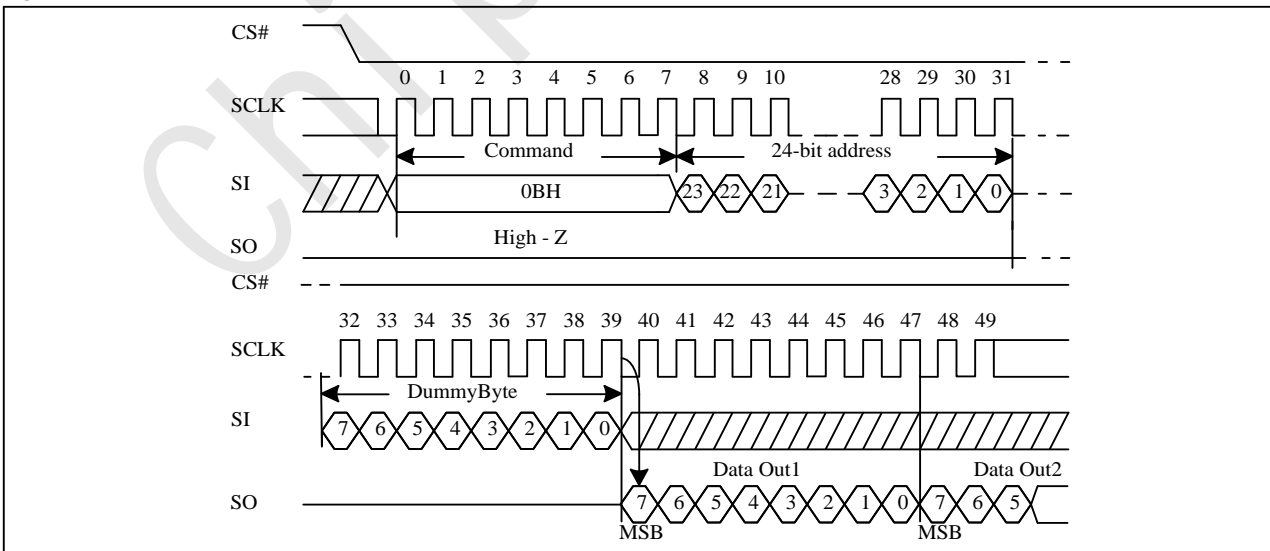 CS#
0 1 2 3 4 5 6 7 8 9 10 28 29 30 31
SCLK
Command 24-bit address
SI 0BH 23 22 21 3 2 1 0
High - Z
SO
CS#
32 33 34 35 36 37 38 39 40 41 42 43 44 45 46 47 48 49
SCLK
DummyByte
SI 7 6 5 4 3 2 1 0
Data Out1 Data Out2
SO 7 6 5 4 3 2 1 0 7 6 5
MSB MSB